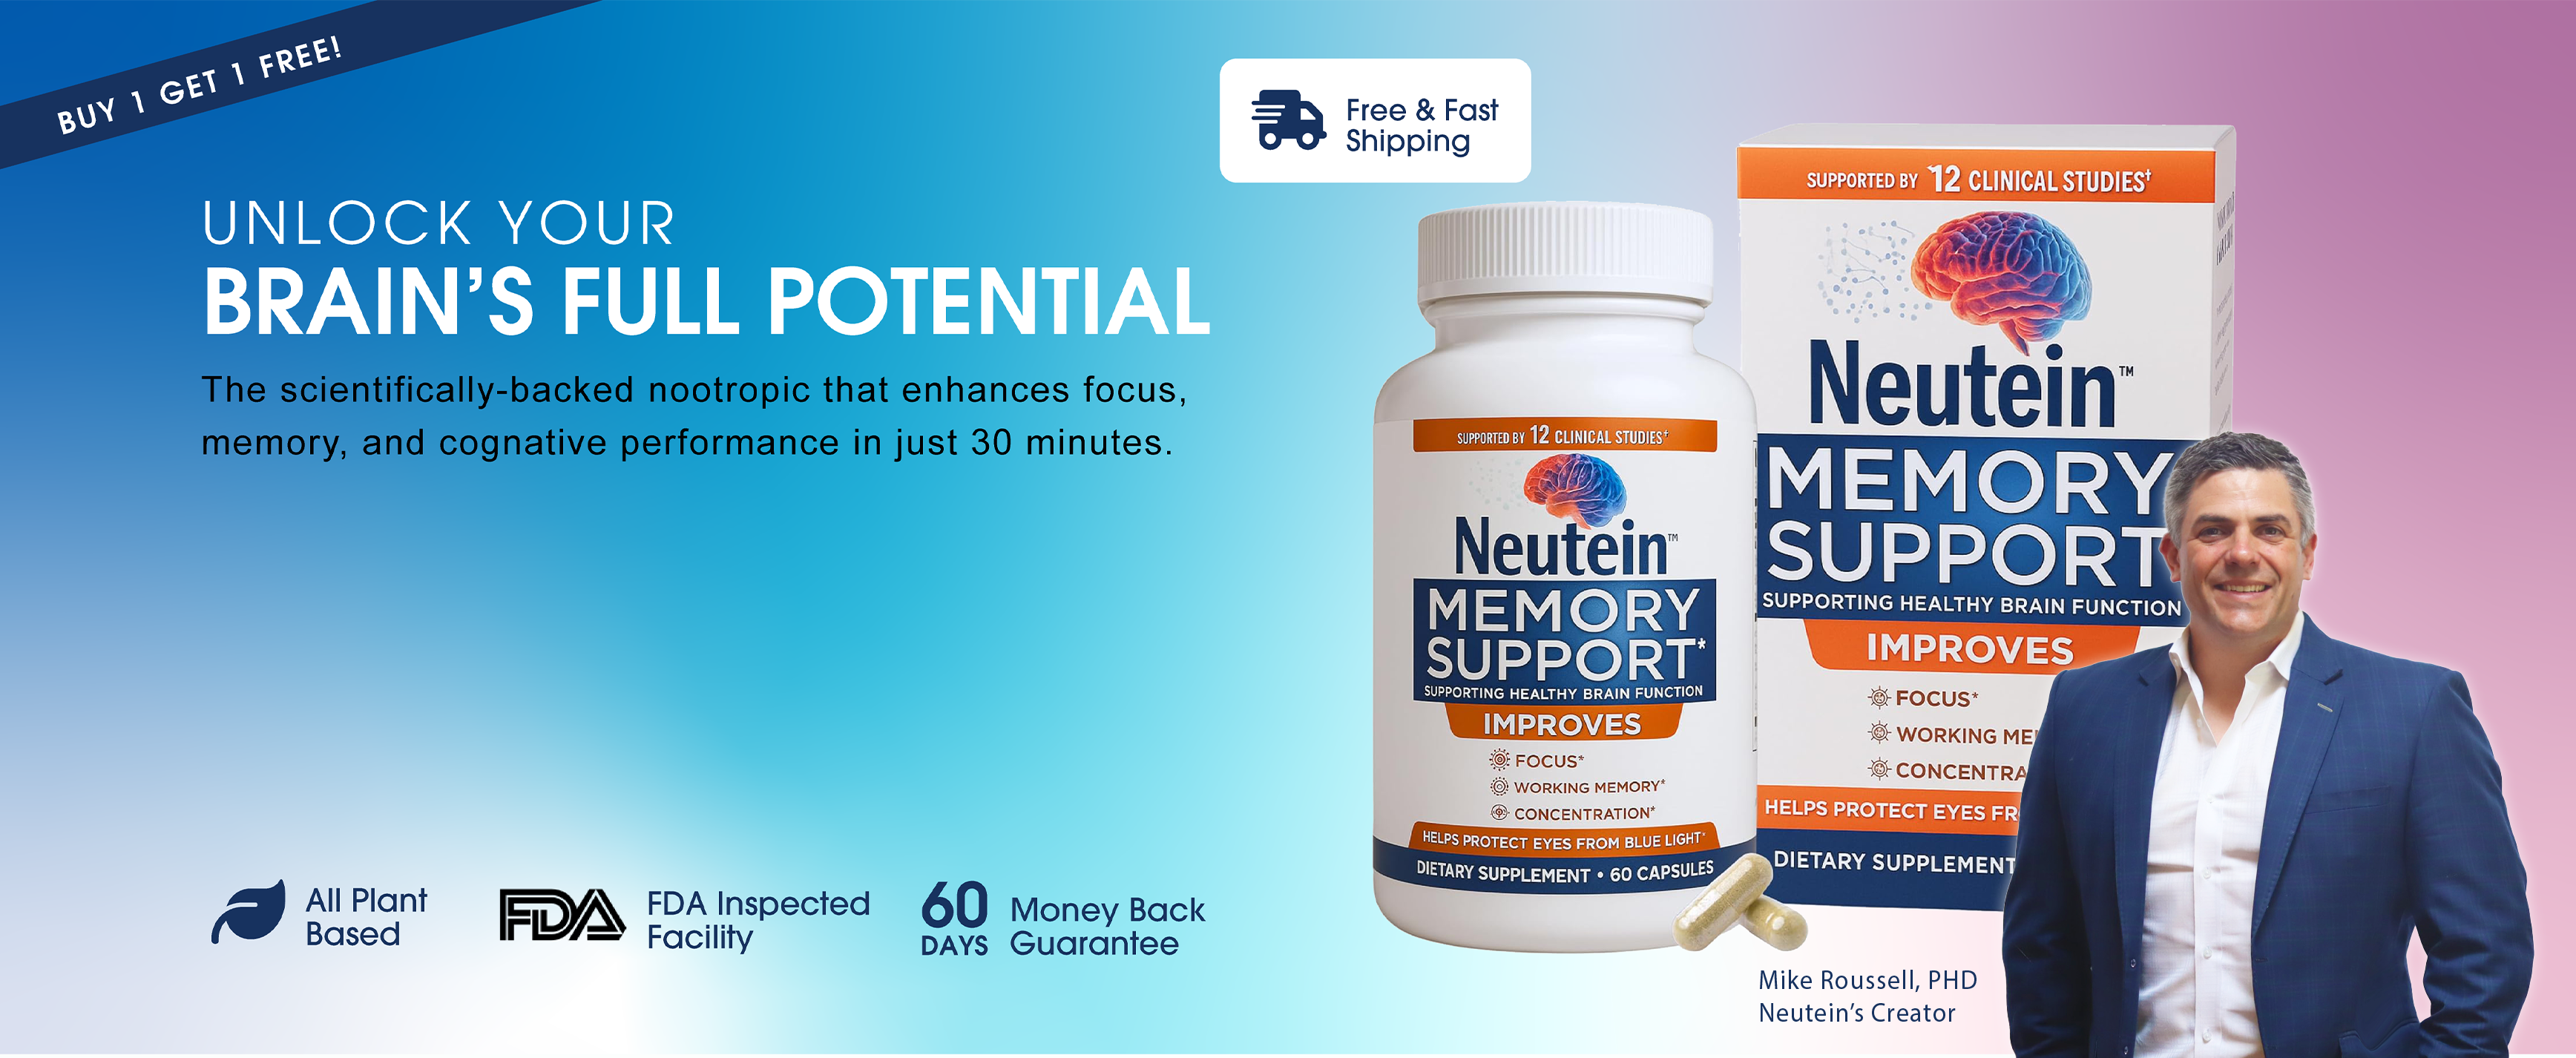 BUY 1 GET 1 FREE!
Free & Fast
Shipping
UNLOCK YOUR
BRAIN'S FULL POTENTIAL
The scientifically-backed nootropic that enhances focus,
memory, and cognative performance in just 30 minutes.
All Plant
Based
FDA
FDA Inspected
Facility
60
DAYS
Money Back
Guarantee
SUPPORTED BY 12 CLINICAL STUDIES†
Neutein™
MEMORY
SUPPORT*
SUPPORTING HEALTHY BRAIN FUNCTION
IMPROVES
FOCUS*
WORKING MEMORY*
CONCENTRATION*
HELPS PROTECT EYES FROM BLUE LIGHT*
DIETARY SUPPLEMENT • 60 CAPSULES
SUPPORTED BY 12 CLINICAL STUDIES†
Neutein™
MEMORY
SUPPORT
SUPPORTING HEALTHY BRAIN FUNCTION
IMPROVES
FOCUS*
WORKING ME
CONCENTRA
HELPS PROTECT EYES FR
DIETARY SUPPLEMENT
Mike Roussell, PHD
Neutein's Creator